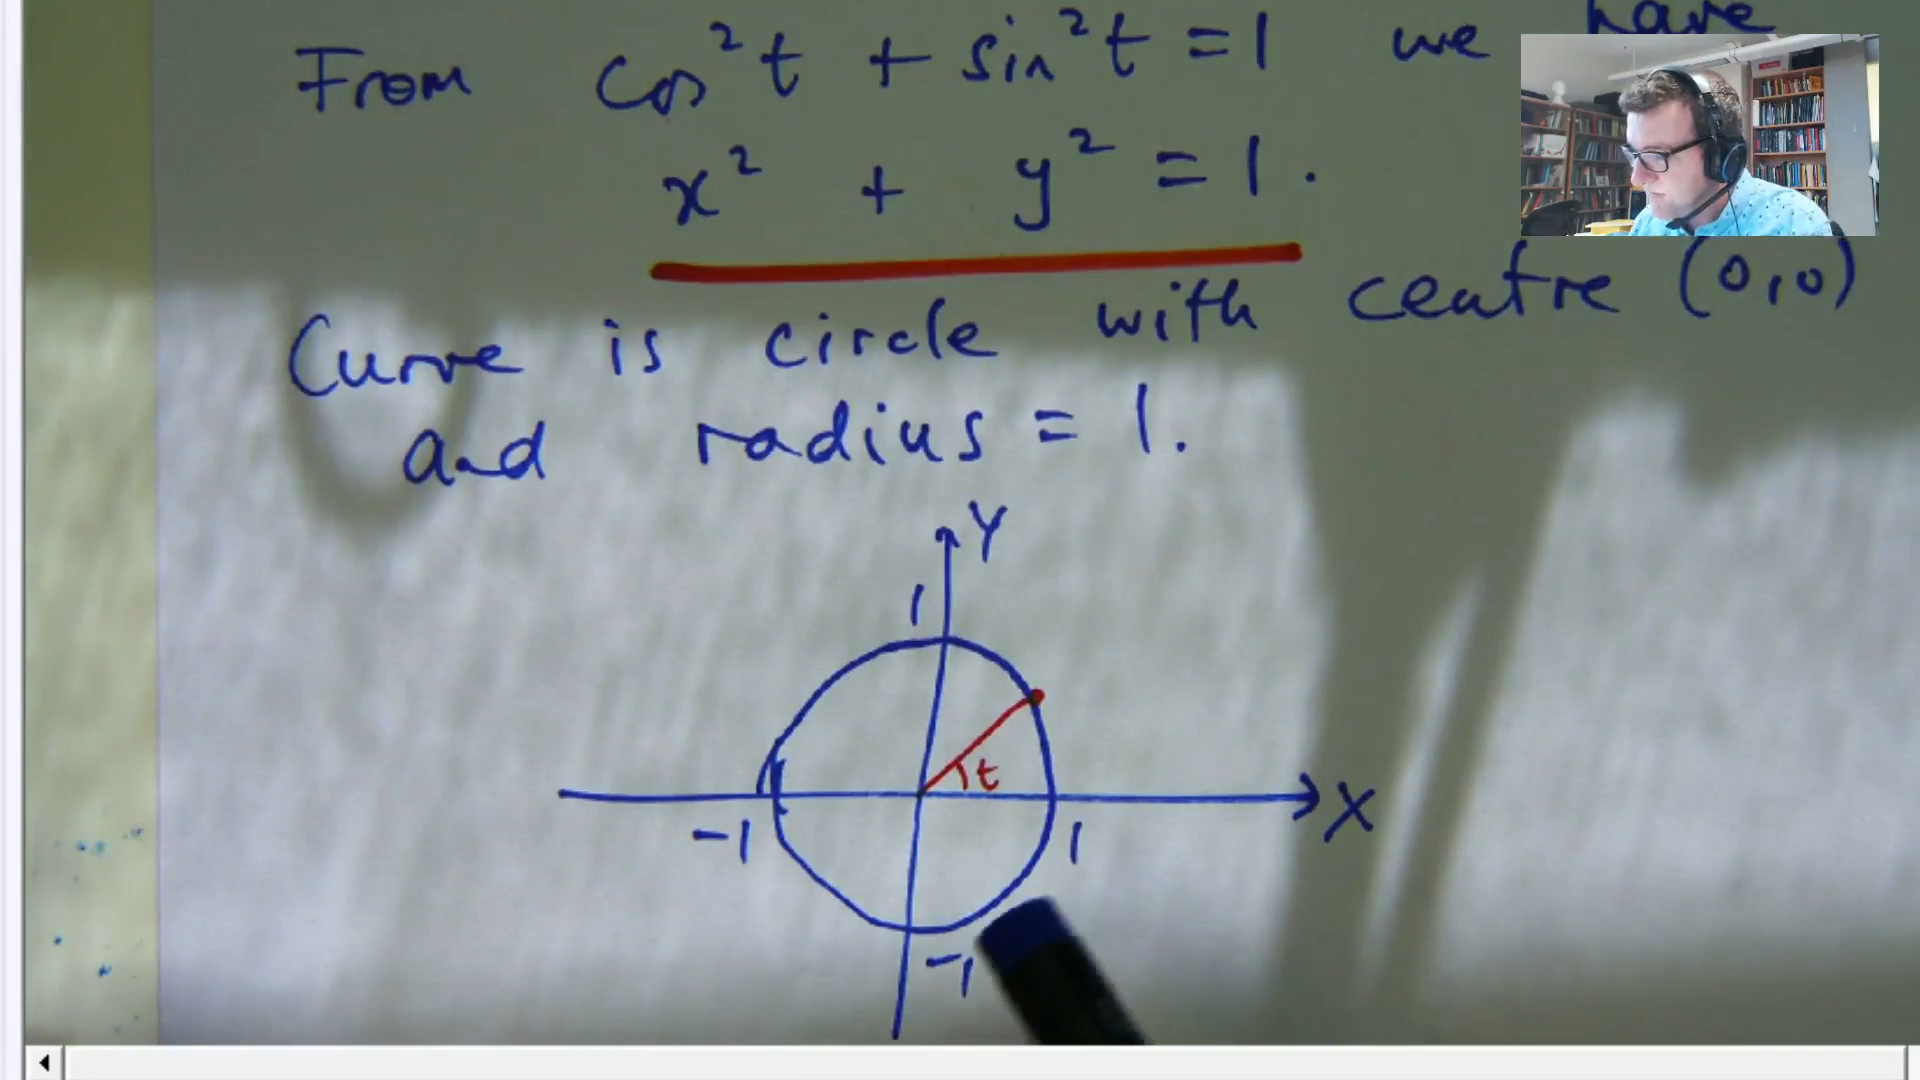 From cos²t + sin²t = 1 we have
x² + y² = 1.
Curve is circle with centre (0,0)
and radius = 1.
Y
1
t
-1
1
X
-1